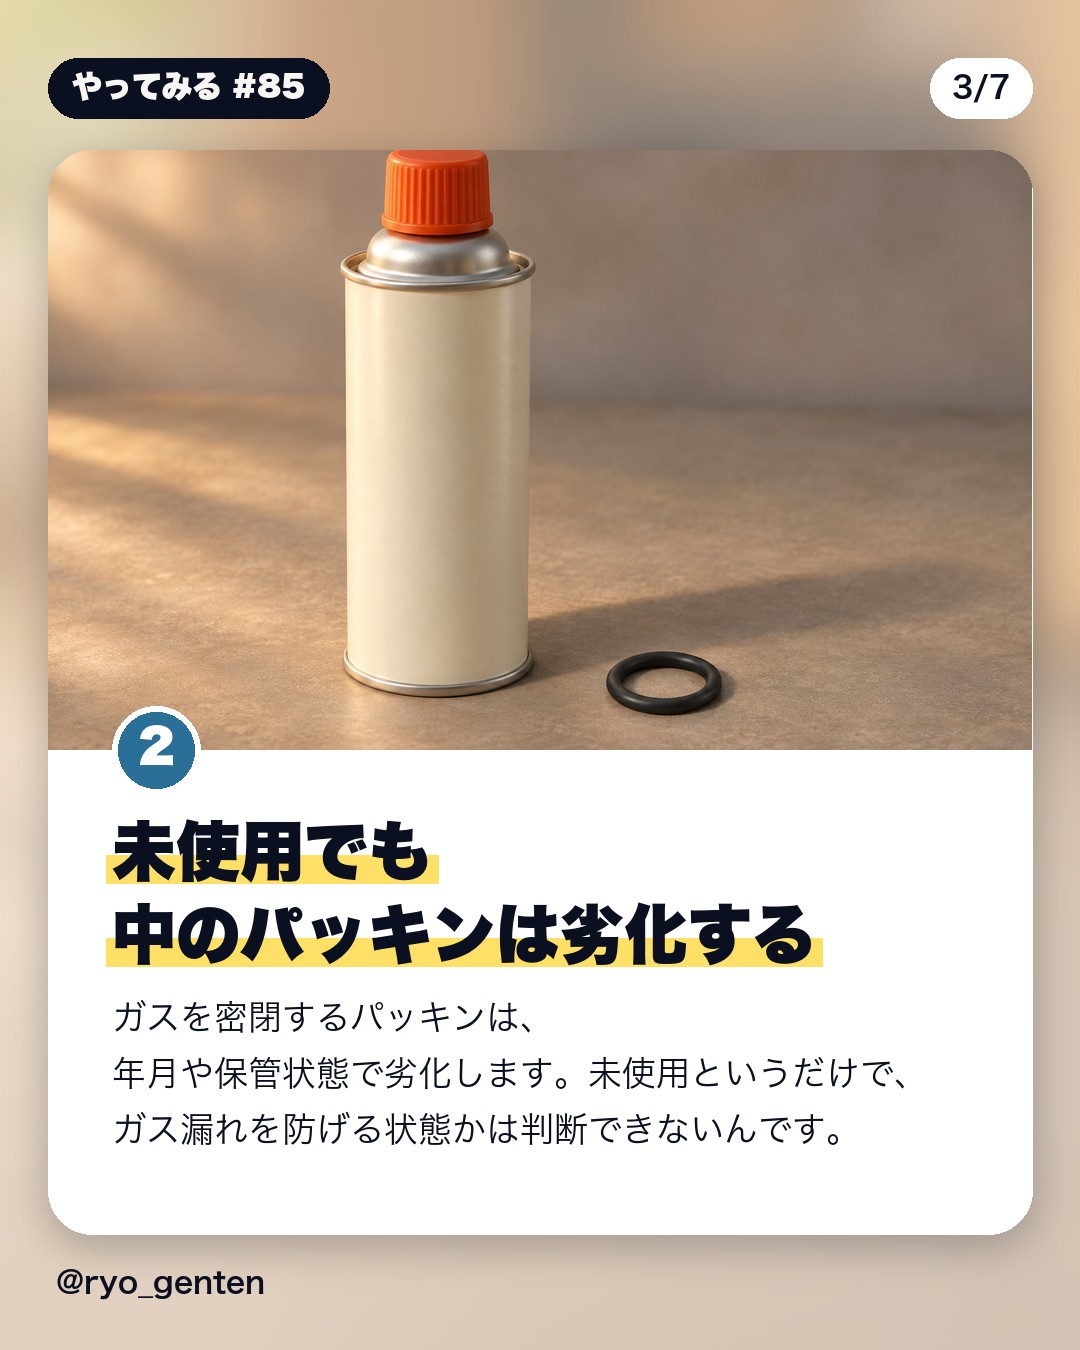 やってみる #85
3/7
2
未使用でも
中のパッキンは劣化する
ガスを密閉するパッキンは、
年月や保管状態で劣化します。未使用というだけで、
ガス漏れを防げる状態かは判断できないんです。
@ryo_genten